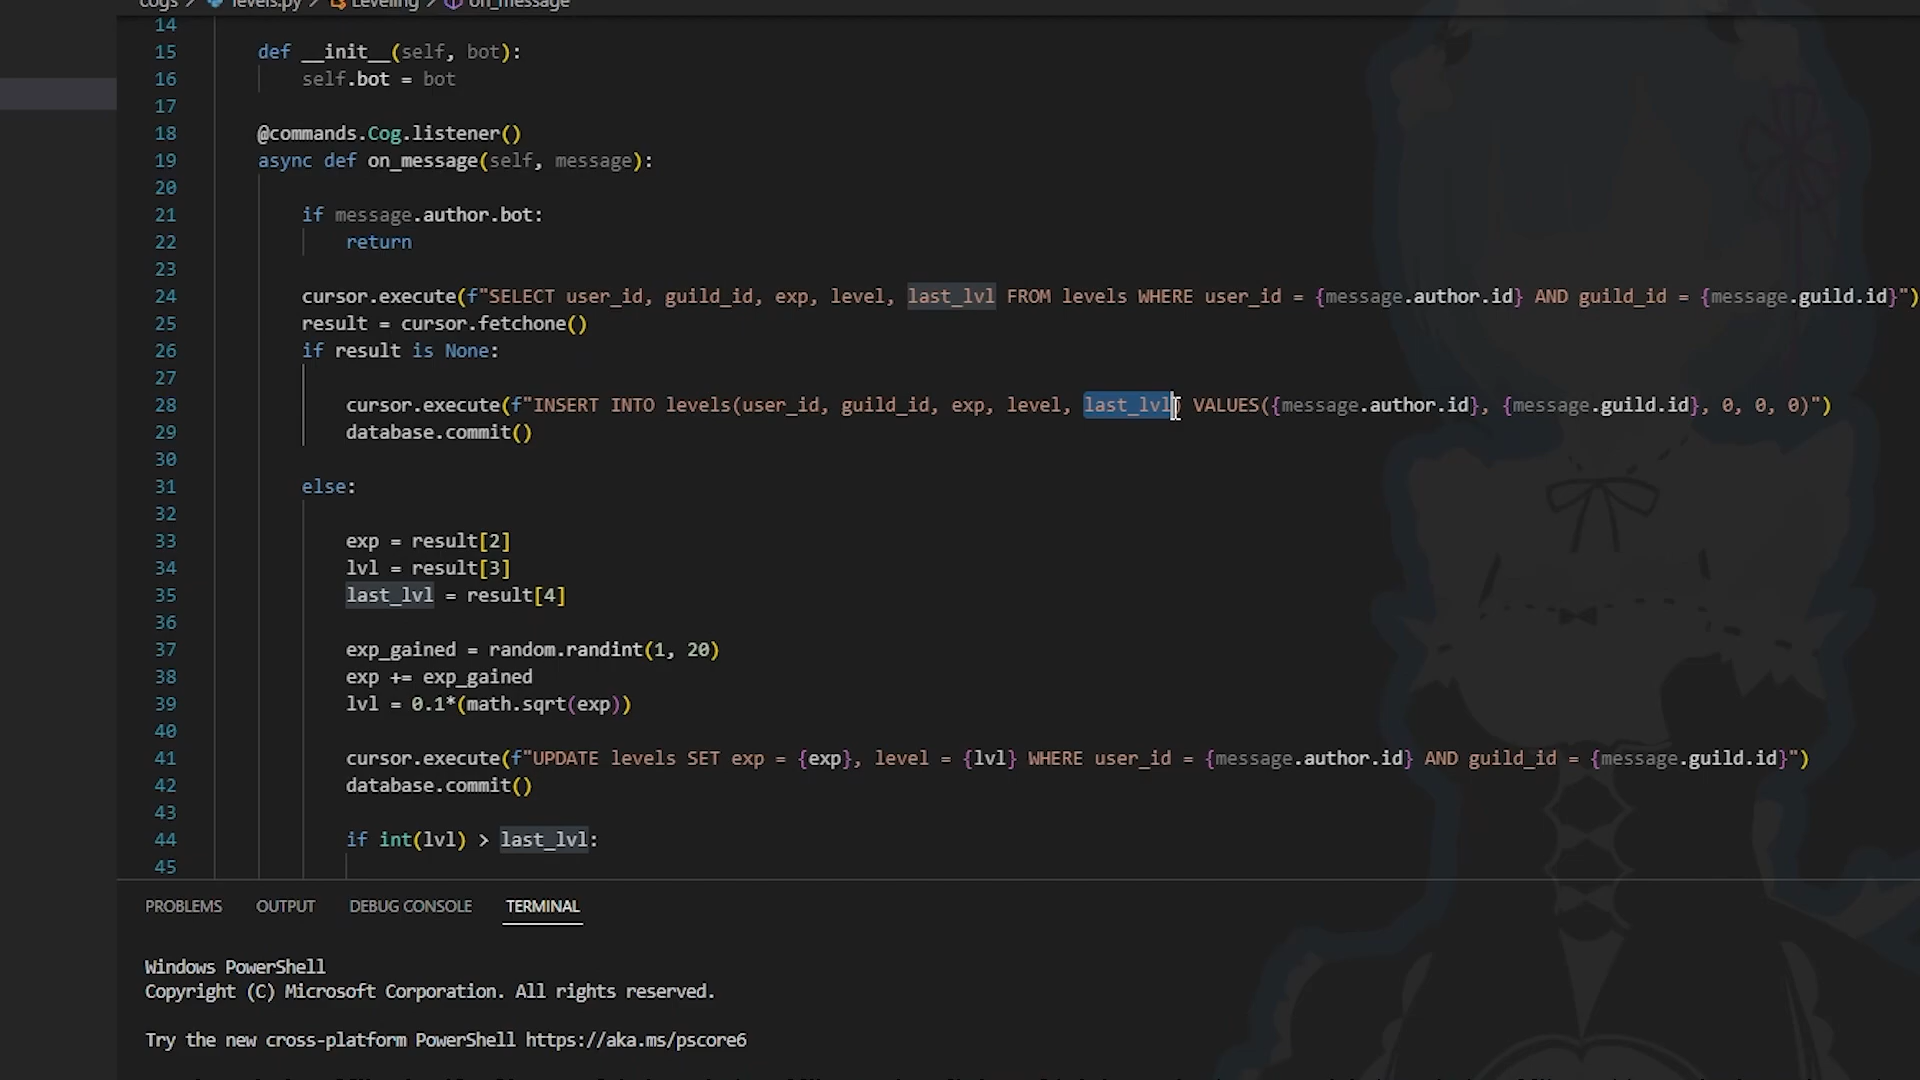 cogs > levels.py > Leveling > on_message
14
15 def __init__(self, bot):
16 self.bot = bot
17
18 @commands.Cog.listener()
19 async def on_message(self, message):
20
21 if message.author.bot:
22 return
23
24 cursor.execute(f"SELECT user_id, guild_id, exp, level, last_lvl FROM levels WHERE user_id = {message.author.id} AND guild_id = {message.guild.id}")
25 result = cursor.fetchone()
26 if result is None:
27
28 cursor.execute(f"INSERT INTO levels(user_id, guild_id, exp, level, last_lvl) VALUES({message.author.id}, {message.guild.id}, 0, 0, 0)")
29 database.commit()
30
31 else:
32
33 exp = result[2]
34 lvl = result[3]
35 last_lvl = result[4]
36
37 exp_gained = random.randint(1, 20)
38 exp += exp_gained
39 lvl = 0.1*(math.sqrt(exp))
40
41 cursor.execute(f"UPDATE levels SET exp = {exp}, level = {lvl} WHERE user_id = {message.author.id} AND guild_id = {message.guild.id}")
42 database.commit()
43
44 if int(lvl) > last_lvl:
45
PROBLEMS OUTPUT DEBUG CONSOLE TERMINAL
Windows PowerShell
Copyright (C) Microsoft Corporation. All rights reserved.
Try the new cross-platform PowerShell https://aka.ms/pscore6